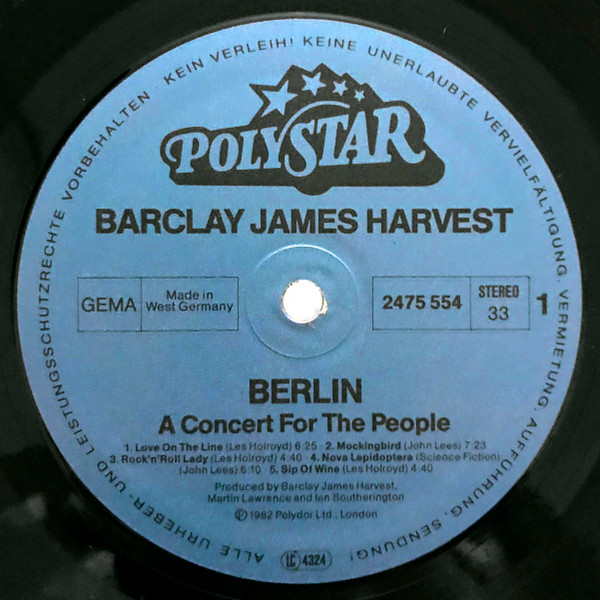 ALLE URHEBER- UND LEISTUNGSSCHUTZRECHTE VORBEHALTEN KEIN VERLEIH! KEINE UNERLAUBTE VERVIELFÄLTIGUNG. VERMIETUNG. AUFFÜHRUNG. SENDUNG!
POLYSTAR
BARCLAY JAMES HARVEST
GEMA
Made in
West Germany
2475 554
STEREO
33
1
BERLIN
A Concert For The People
1. Love On The Line (Les Holroyd) 6:25 · 2. Mockingbird (John Lees) 7:23
3. Rock'n'Roll Lady (Les Holroyd) 4:40 · 4. Nova Lepidoptera (Science Fiction)
(John Lees) 6:10 · 5. Sip Of Wine (Les Holroyd) 4:40
Produced by Barclay James Harvest,
Martin Lawrence and Ian Southerington
Ⓟ 1982 Polydor Ltd., London
LC 4324